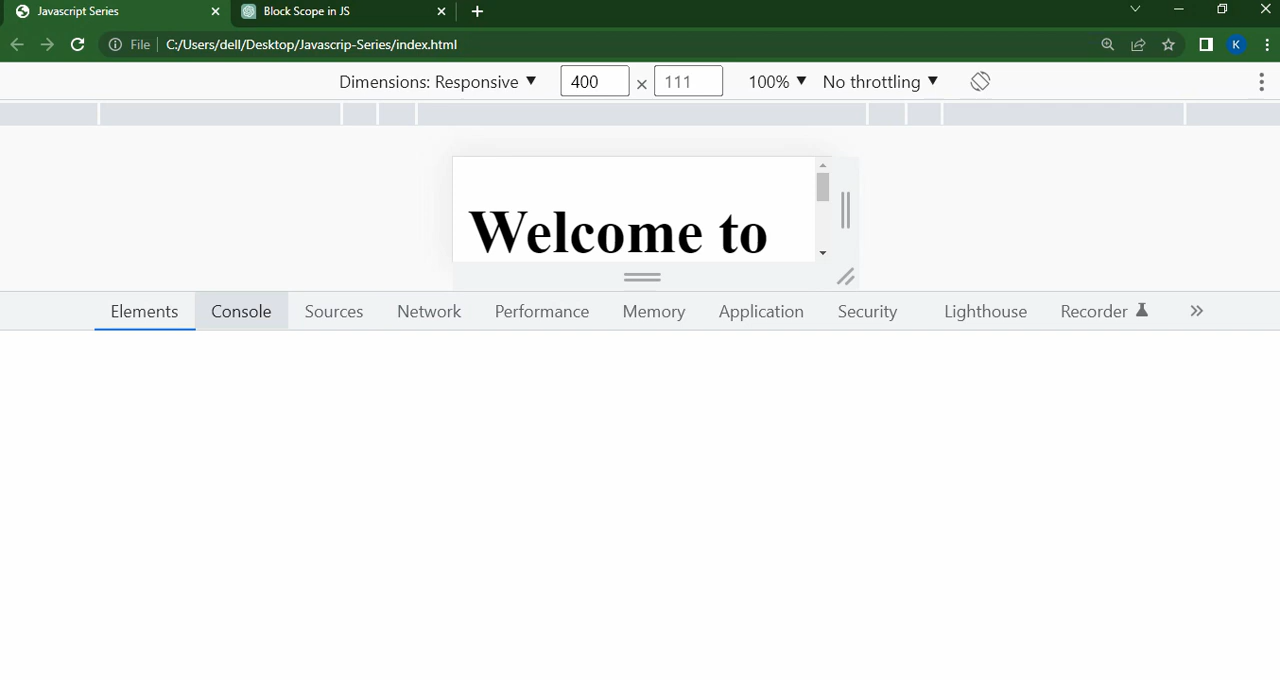 Javascript Series
Block Scope in JS
File C:/Users/dell/Desktop/Javascrip-Series/index.html
K
Dimensions: Responsive 400 × 111 100% No throttling
Welcome to
Elements Console Sources Network Performance Memory Application Security Lighthouse Recorder